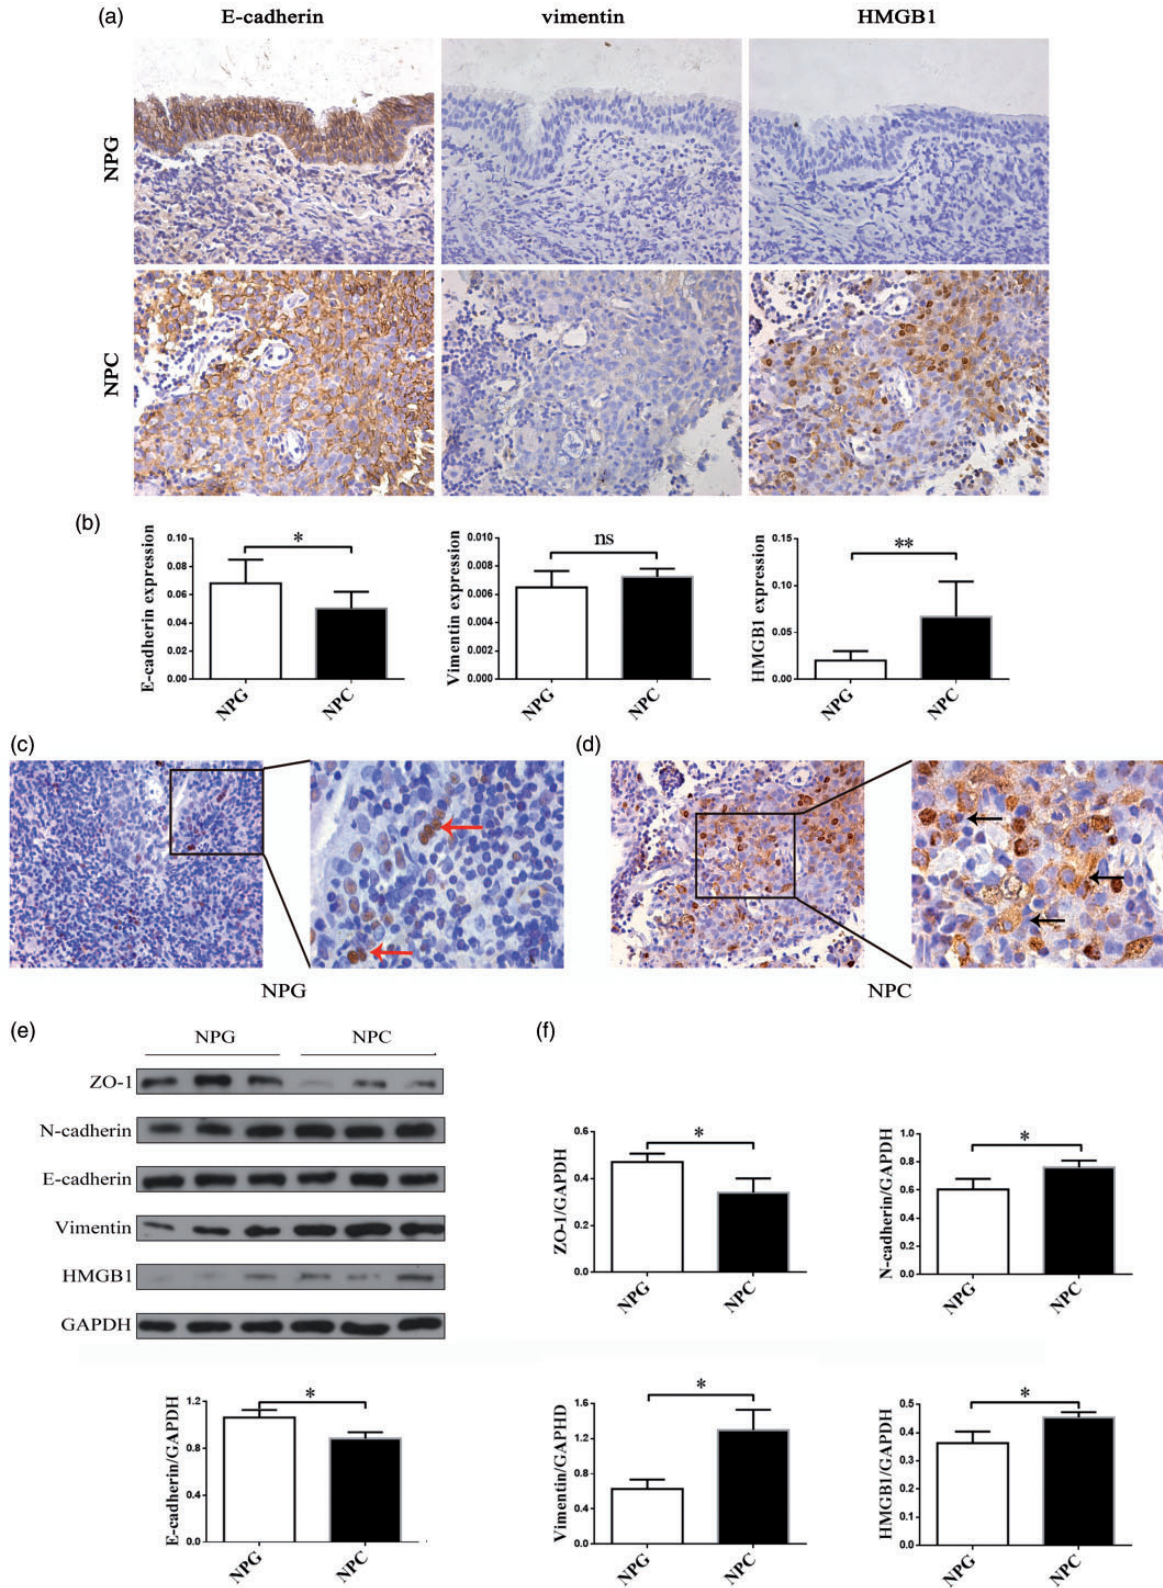 (a)
E-cadherin vimentin HMGB1
NPG
NPC
(b)
E-cadherin expression
0.10
0.08
0.06
0.04
0.02
0.00
*
NPG NPC
Vimentin expression
0.010
0.008
0.006
0.004
0.002
0.000
ns
NPG NPC
HMGB1 expression
0.15
0.10
0.05
0.00
**
NPG NPC
(c)
NPG
(d)
NPC
(e)
NPG NPC
ZO-1
N-cadherin
E-cadherin
Vimentin
HMGB1
GAPDH
(f)
ZO-1/GAPDH
0.6
0.4
0.2
0.0
*
NPG NPC
N-cadherin/GAPDH
1.0
0.8
0.6
0.4
0.2
0.0
*
NPG NPC
E-cadherin/GAPDH
1.2
0.8
0.4
0.0
*
NPG NPC
Vimentin/GAPHD
1.6
1.2
0.8
0.4
0.0
*
NPG NPC
HMGB1/GAPDH
0.5
0.4
0.3
0.2
0.1
0.0
*
NPG NPC